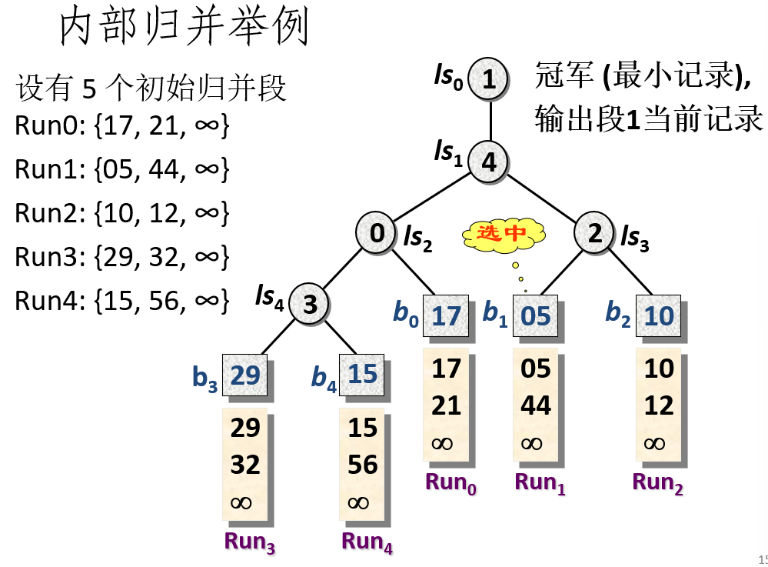 内部归并举例
设有 5 个初始归并段
Run0: {17, 21, ∞}
Run1: {05, 44, ∞}
Run2: {10, 12, ∞}
Run3: {29, 32, ∞}
Run4: {15, 56, ∞}
ls0 1
冠军 (最小记录),
输出段1当前记录
ls1 4
0 ls2
选中
2 ls3
ls4 3
b0 17
b1 05
b2 10
b3 29
b4 15
17
21
∞
Run0
05
44
∞
Run1
10
12
∞
Run2
29
32
∞
Run3
15
56
∞
Run4
15